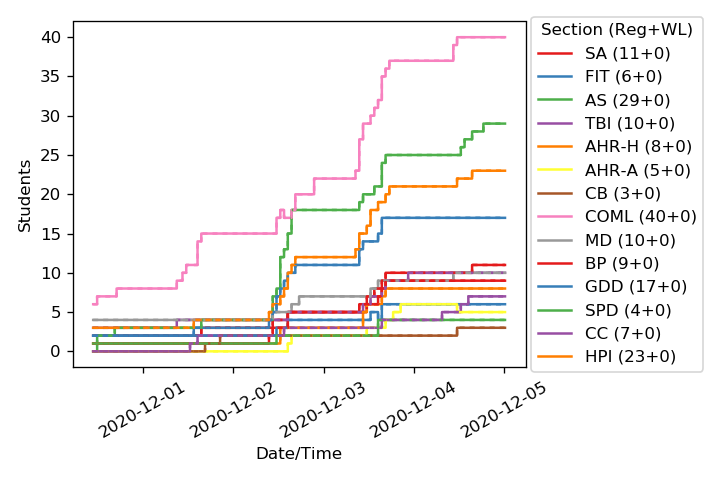 Students
40
35
30
25
20
15
10
5
0
2020-12-01
2020-12-02
2020-12-03
2020-12-04
2020-12-05
Date/Time
Section (Reg+WL)
SA (11+0)
FIT (6+0)
AS (29+0)
TBI (10+0)
AHR-H (8+0)
AHR-A (5+0)
CB (3+0)
COML (40+0)
MD (10+0)
BP (9+0)
GDD (17+0)
SPD (4+0)
CC (7+0)
HPI (23+0)